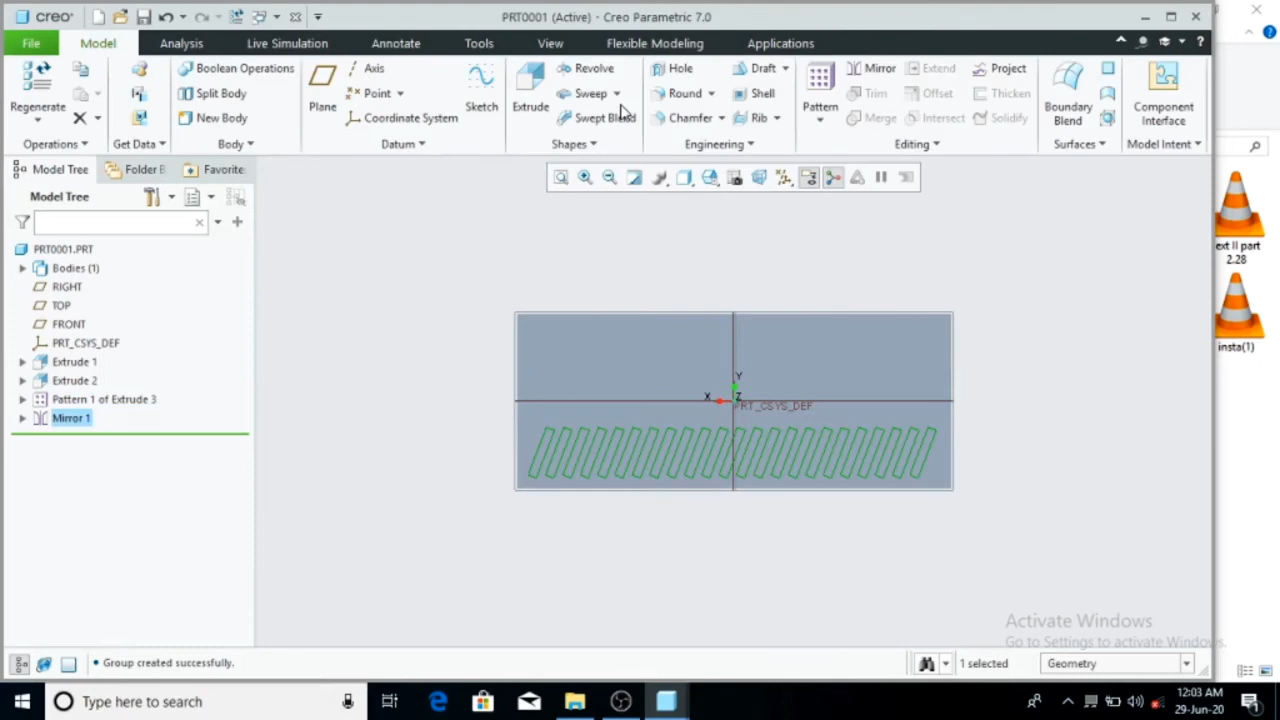 creo
PRT0001 (Active) - Creo Parametric 7.0
File
Model
Analysis
Live Simulation
Annotate
Tools
View
Flexible Modeling
Applications
Regenerate
Operations
Get Data
Boolean Operations
Split Body
New Body
Body
Plane
Axis
Point
Coordinate System
Sketch
Datum
Extrude
Revolve
Sweep
Swept Blend
Shapes
Hole
Round
Chamfer
Draft
Shell
Rib
Engineering
Pattern
Mirror
Trim
Merge
Extend
Offset
Intersect
Project
Thicken
Solidify
Editing
Boundary
Blend
Surfaces
Component
Interface
Model Intent
Model Tree
Folder B
Favorite
Model Tree
PRT0001.PRT
Bodies (1)
RIGHT
TOP
FRONT
PRT_CSYS_DEF
Extrude 1
Extrude 2
Pattern 1 of Extrude 3
Mirror 1
Y
X
Z
PRT_CSYS_DEF
ext II part
2.28
insta(1)
Activate Windows
Go to Settings to activate Windows.
Group created successfully.
1 selected
Geometry
Type here to search
12:03 AM
29-Jun-20
1